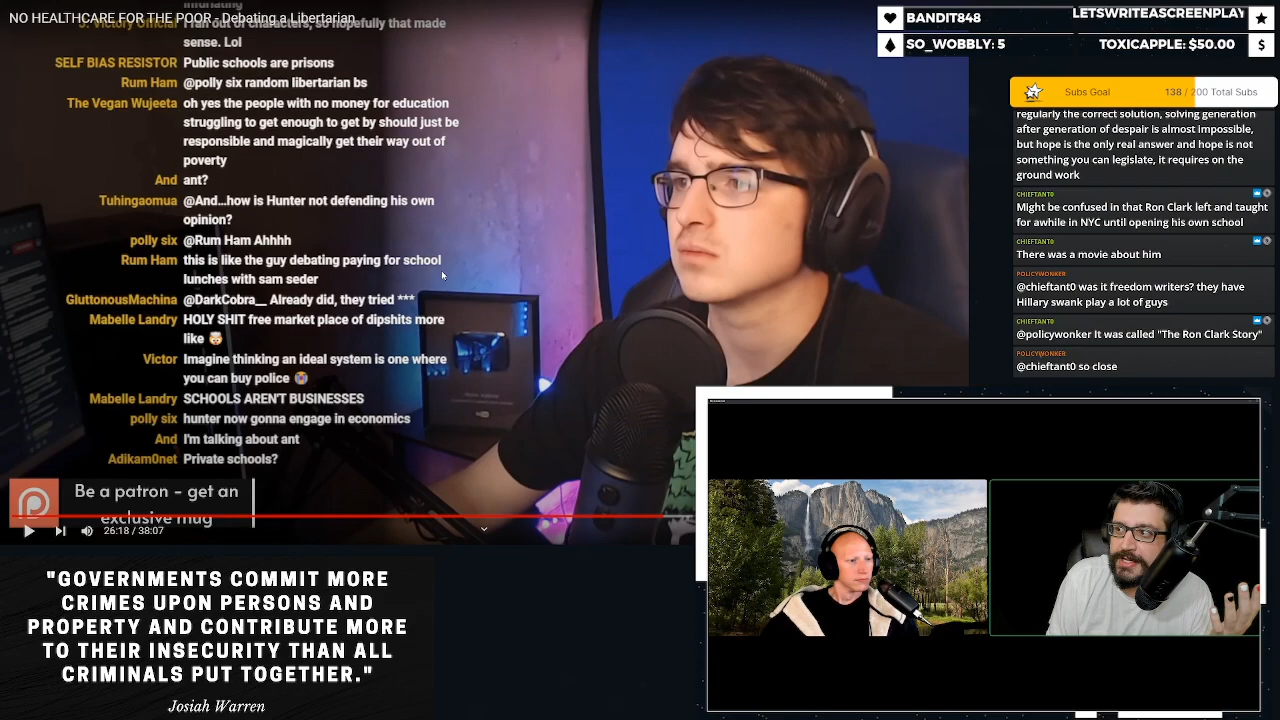 NO HEALTHCARE FOR THE POOR - Debating a Libertarian
J. Victory Official I ran out of characters, so hopefully that made
sense. Lol
SELF BIAS RESISTOR Public schools are prisons
Rum Ham @polly six random libertarian bs
The Vegan Wujeeta oh yes the people with no money for education
struggling to get enough to get by should just be
responsible and magically get their way out of
poverty
And ant?
Tuhingaomua @And...how is Hunter not defending his own
opinion?
polly six @Rum Ham Ahhhh
Rum Ham this is like the guy debating paying for school
lunches with sam seder
GluttonousMachina @DarkCobra__ Already did, they tried ***
Mabelle Landry HOLY SHIT free market place of dipshits more
like 🤯
Victor Imagine thinking an ideal system is one where
you can buy police 😭
Mabelle Landry SCHOOLS AREN'T BUSINESSES
polly six hunter now gonna engage in economics
And I'm talking about ant
Adikam0net Private schools?
Be a patron - get an
exclusive mug
26:18 / 38:07
"GOVERNMENTS COMMIT MORE
CRIMES UPON PERSONS AND
PROPERTY AND CONTRIBUTE MORE
TO THEIR INSECURITY THAN ALL
CRIMINALS PUT TOGETHER."
Josiah Warren
BANDIT848
LETSWRITEASCREENPLAY
SO_WOBBLY: 5
TOXICAPPLE: $50.00
$
Subs Goal 138 / 200 Total Subs
regularly the correct solution, solving generation
after generation of despair is almost impossible,
but hope is the only real answer and hope is not
something you can legislate, it requires on the
ground work
CHIEFTANT0
Might be confused in that Ron Clark left and taught
for awhile in NYC until opening his own school
CHIEFTANT0
There was a movie about him
POLICYWONKER
@chieftant0 was it freedom writers? they have
Hillary swank play a lot of guys
CHIEFTANT0
@policywonker It was called "The Ron Clark Story"
POLICYWONKER
@chieftant0 so close